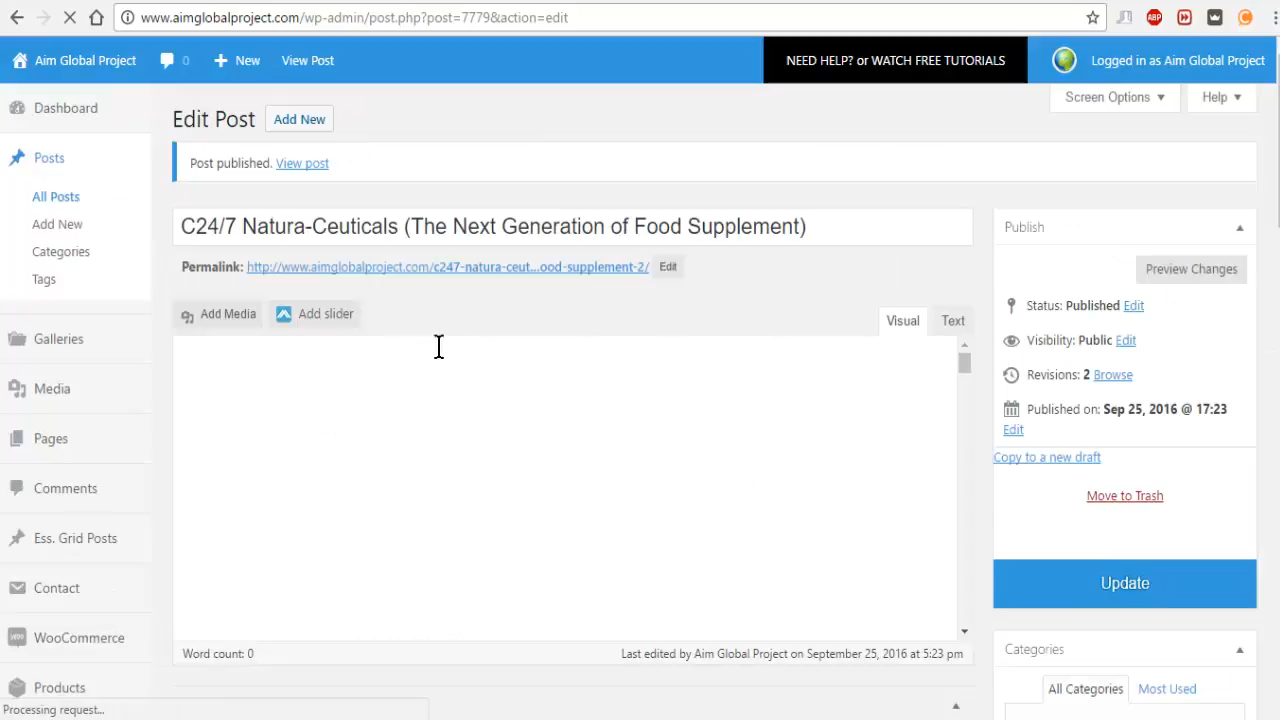 www.aimglobalproject.com/wp-admin/post.php?post=7779&action=edit
ABP
Aim Global Project
0
+ New
View Post
NEED HELP? or WATCH FREE TUTORIALS
Logged in as Aim Global Project
Screen Options
Help
Dashboard
Posts
All Posts
Add New
Categories
Tags
Galleries
Media
Pages
Comments
Ess. Grid Posts
Contact
WooCommerce
Products
Processing request...
Edit Post
Add New
Post published. View post
C24/7 Natura-Ceuticals (The Next Generation of Food Supplement)
Permalink: http://www.aimglobalproject.com/c247-natura-ceut...ood-supplement-2/ Edit
Add Media
Add slider
Visual
Text
Word count: 0
Last edited by Aim Global Project on September 25, 2016 at 5:23 pm
Publish
Preview Changes
Status: Published Edit
Visibility: Public Edit
Revisions: 2 Browse
Published on: Sep 25, 2016 @ 17:23
Edit
Copy to a new draft
Move to Trash
Update
Categories
All Categories
Most Used